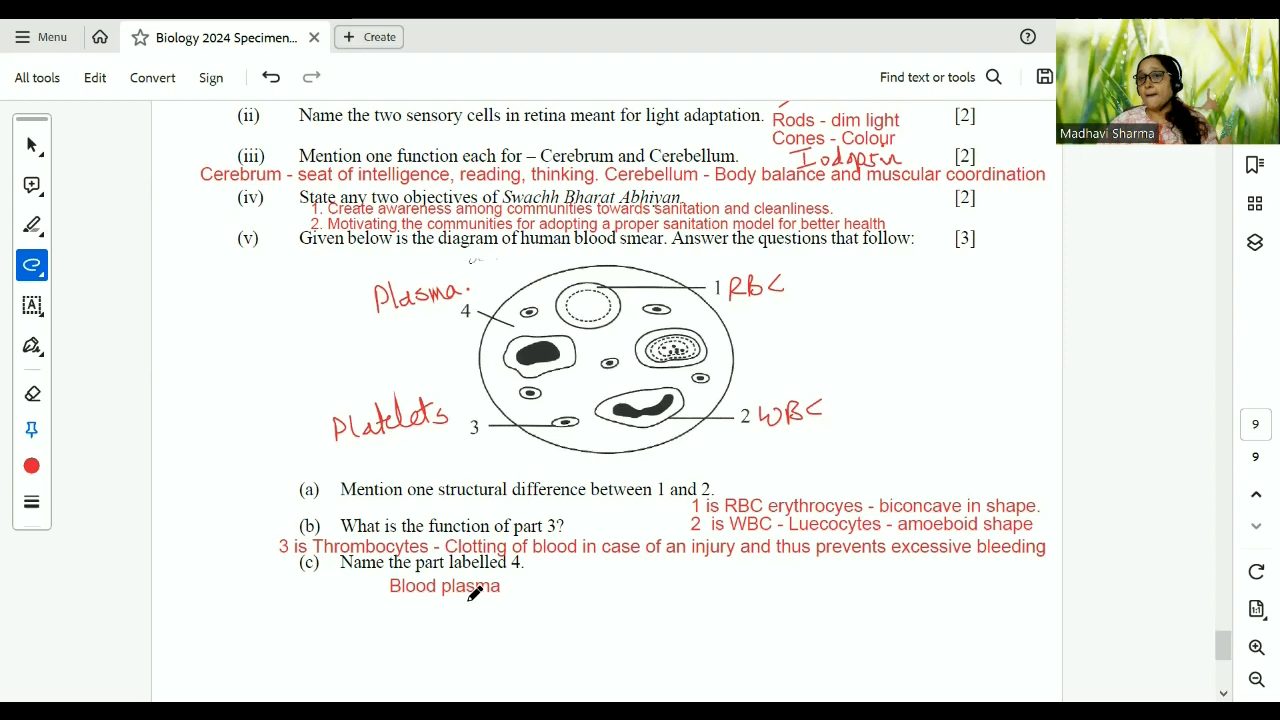 Menu
Biology 2024 Specimen...
Create
All tools
Edit
Convert
Sign
Find text or tools
Madhavi Sharma
(ii) Name the two sensory cells in retina meant for light adaptation. [2]
Rods - dim light
Cones - Colour
(iii) Mention one function each for – Cerebrum and Cerebellum. [2]
Iodopsin
Cerebrum - seat of intelligence, reading, thinking. Cerebellum - Body balance and muscular coordination
(iv) State any two objectives of Swachh Bharat Abhiyan. [2]
1. Create awareness among communities towards sanitation and cleanliness.
2. Motivating the communities for adopting a proper sanitation model for better health
(v) Given below is the diagram of human blood smear. Answer the questions that follow: [3]
Plasma.
4
1 RBC
Platelets 3
2 WBC
(a) Mention one structural difference between 1 and 2.
1 is RBC erythrocyes - biconcave in shape.
(b) What is the function of part 3?
2 is WBC - Luecocytes - amoeboid shape
3 is Thrombocytes - Clotting of blood in case of an injury and thus prevents excessive bleeding
(c) Name the part labelled 4.
Blood plasma
9
9
1:1